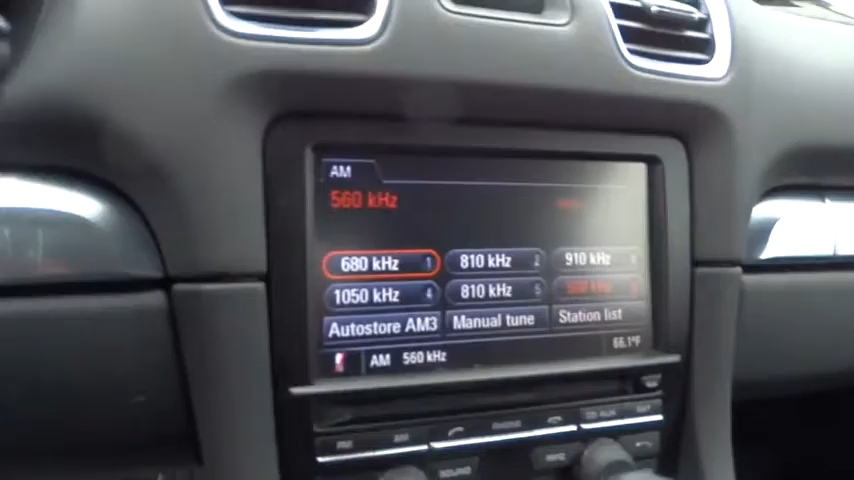 AM
560 kHz
680 kHz 1 810 kHz 2 910 kHz
1050 kHz 4 810 kHz 5
Autostore AM3 Manual tune Station list
66.1°F
AM 560 kHz
SOUND